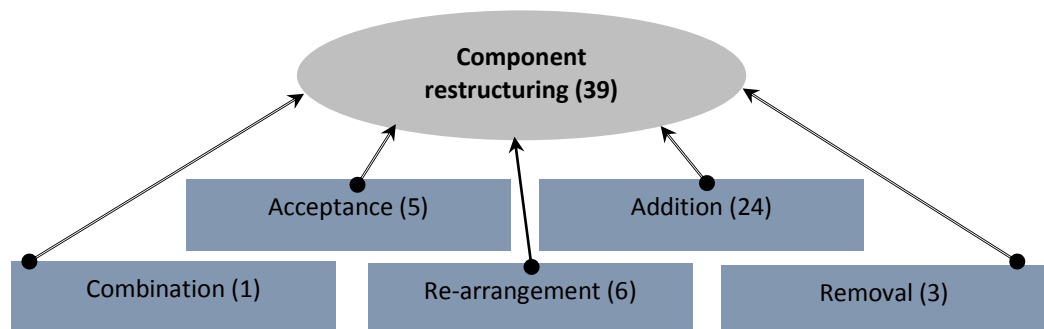 Component
restructuring (39)
Acceptance (5)
Addition (24)
Combination (1)
Re-arrangement (6)
Removal (3)